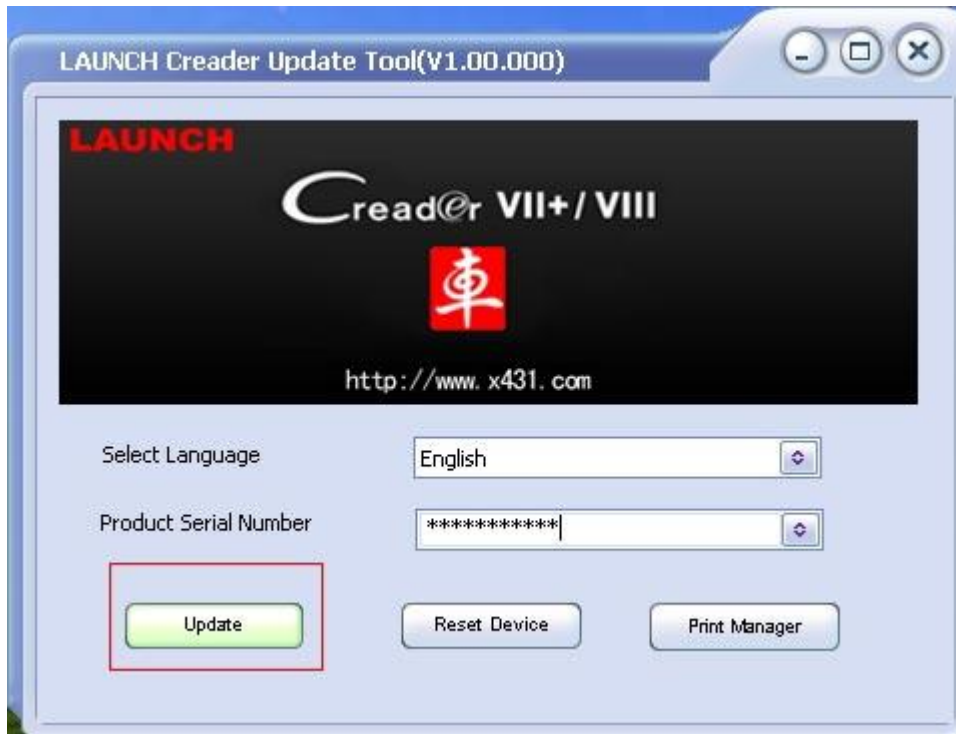 LAUNCH Creader Update Tool(V1.00.000)
LAUNCH
Creader VII+/ VIII
車
http://www.x431.com
Select Language
English
Product Serial Number
***********
Update
Reset Device
Print Manager